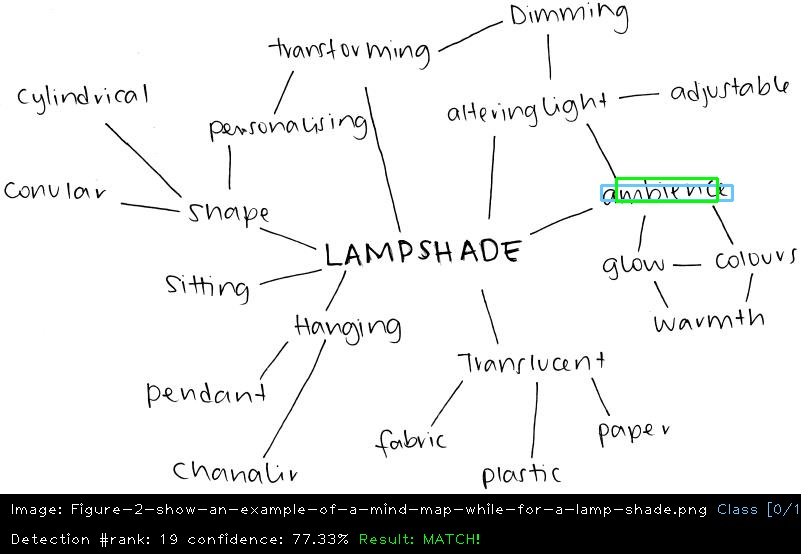 Dimming
transforming
alteringlight
adjustable
cylindrical
personalising
conular
shape
ambience
LAMPSHADE
glow
colours
sitting
warmth
Hanging
Translucent
pendant
fabric
paper
chanalir
plastic
Image: Figure-2-show-an-example-of-a-mind-map-while-for-a-lamp-shade.png Class [0/1
Detection #rank: 19 confidence: 77.33% Result: MATCH!